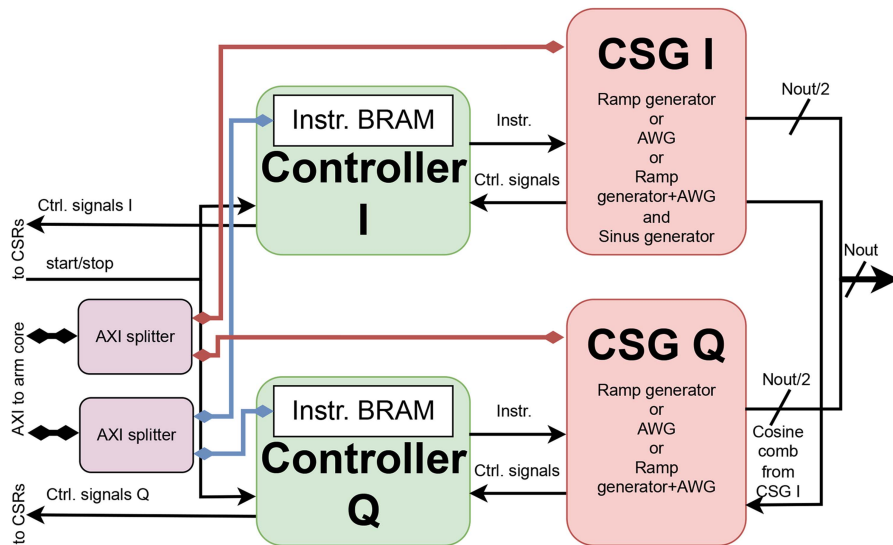 CSG I
Ramp generator
or
AWG
or
Ramp
generator+AWG
and
Sinus generator
Nout/2
Instr. BRAM
Controller
I
Instr.
Ctrl. signals
Ctrl. signals I
to CSRs
start/stop
Nout
AXI splitter
AXI to arm core
AXI splitter
CSG Q
Ramp generator
or
AWG
or
Ramp
generator+AWG
Nout/2
Cosine
comb
from
CSG I
Instr. BRAM
Controller
Q
Instr.
Ctrl. signals
Ctrl. signals Q
to CSRs